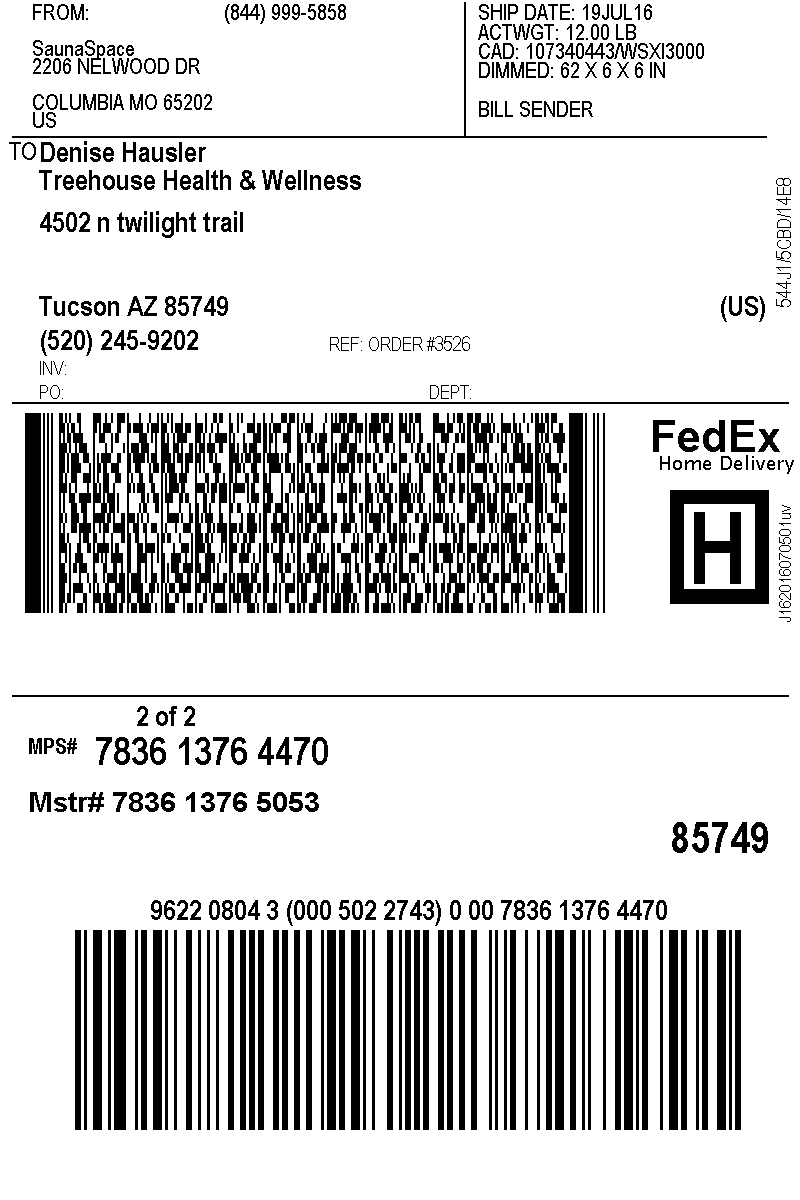 FROM: (844) 999-5858
SaunaSpace
2206 NELWOOD DR
COLUMBIA MO 65202
US
SHIP DATE: 19JUL16
ACTWGT: 12.00 LB
CAD: 107340443/WSXI3000
DIMMED: 62 X 6 X 6 IN
BILL SENDER
TO Denise Hausler
Treehouse Health & Wellness
4502 n twilight trail
Tucson AZ 85749 (US)
(520) 245-9202 REF: ORDER #3526
INV:
PO: DEPT:
544J1/5CBD/14E8
FedEx
Home Delivery
H
J162016070501uv
2 of 2
MPS# 7836 1376 4470
Mstr# 7836 1376 5053
85749
9622 0804 3 (000 502 2743) 0 00 7836 1376 4470